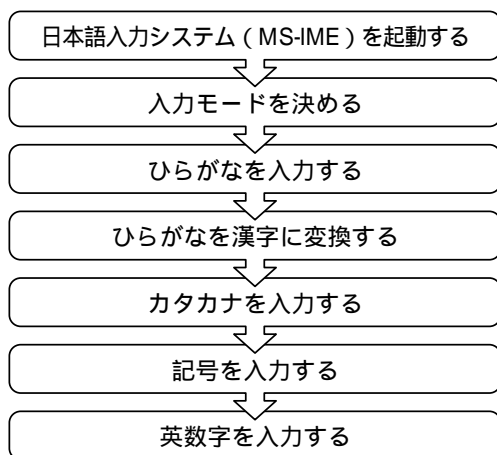 日本語入力システム（MS-IME）を起動する
入力モードを決める
ひらがなを入力する
ひらがなを漢字に変換する
カタカナを入力する
記号を入力する
英数字を入力する